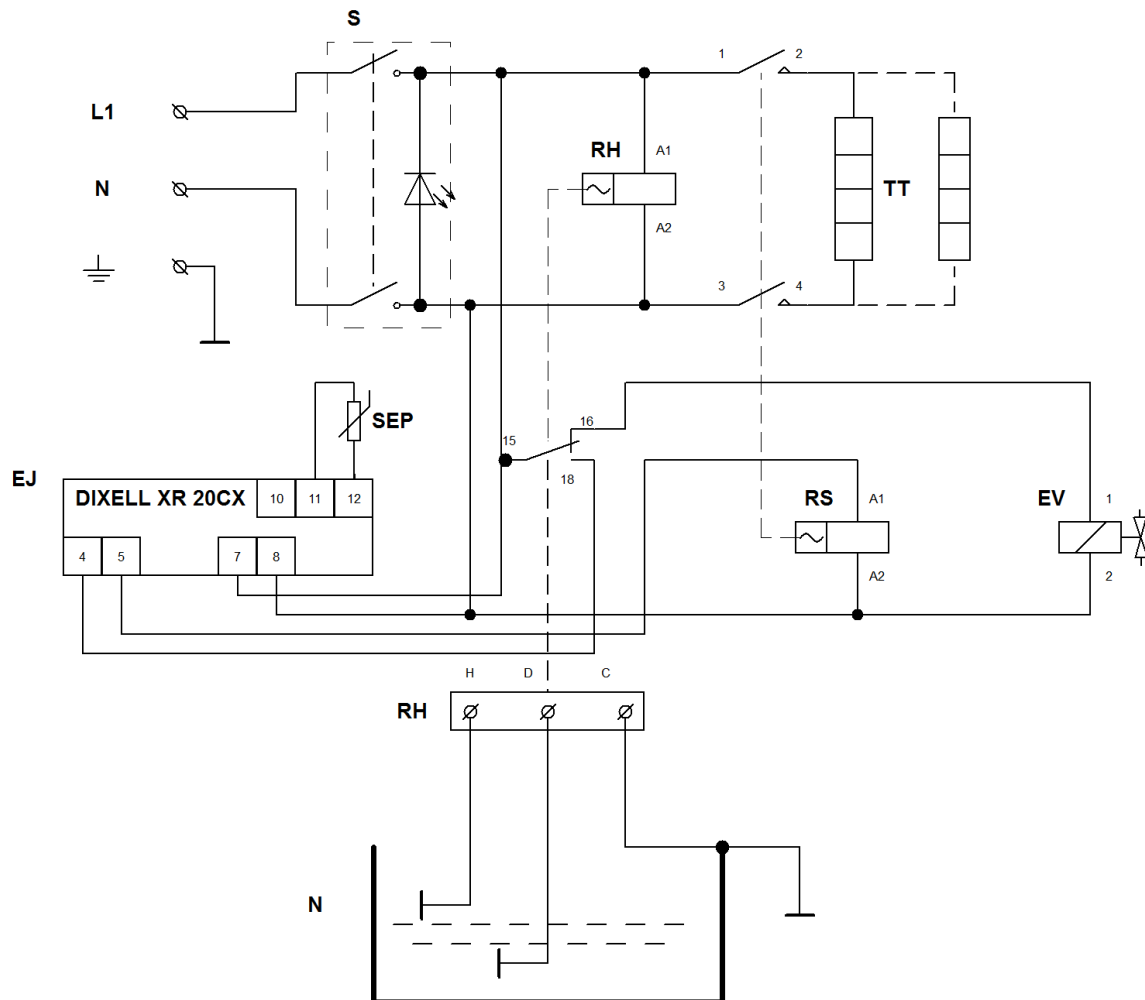 S
1 2
L1
RH A1
N TT
A2
3 4
SEP
16
15
EJ 18
DIXELL XR 20CX 10 11 12
RS A1 EV 1
4 5 7 8
A2 2
H D C
RH
N